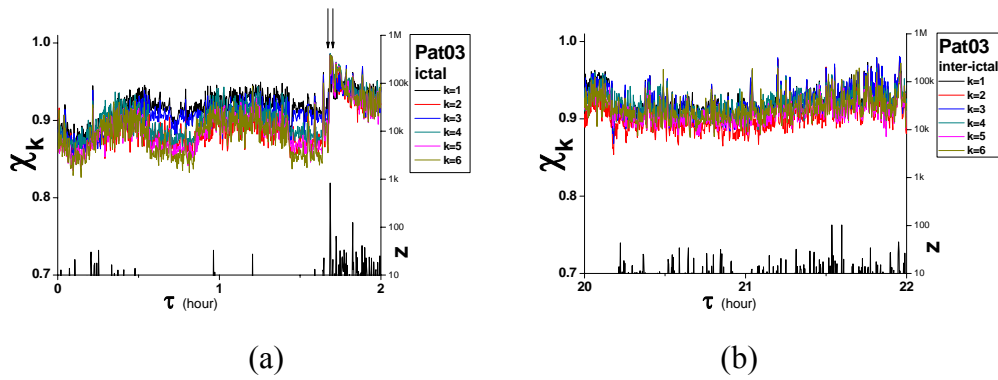 1.0
0.9
0.8
0.7
χk
0
1
2
τ (hour)
1M
100k
10k
1k
100
10
z
Pat03
ictal
k=1
k=2
k=3
k=4
k=5
k=6
(a)
1.0
0.9
0.8
0.7
χk
20
21
22
τ (hour)
1M
100k
10k
1k
100
10
z
Pat03
inter-ictal
k=1
k=2
k=3
k=4
k=5
k=6
(b)